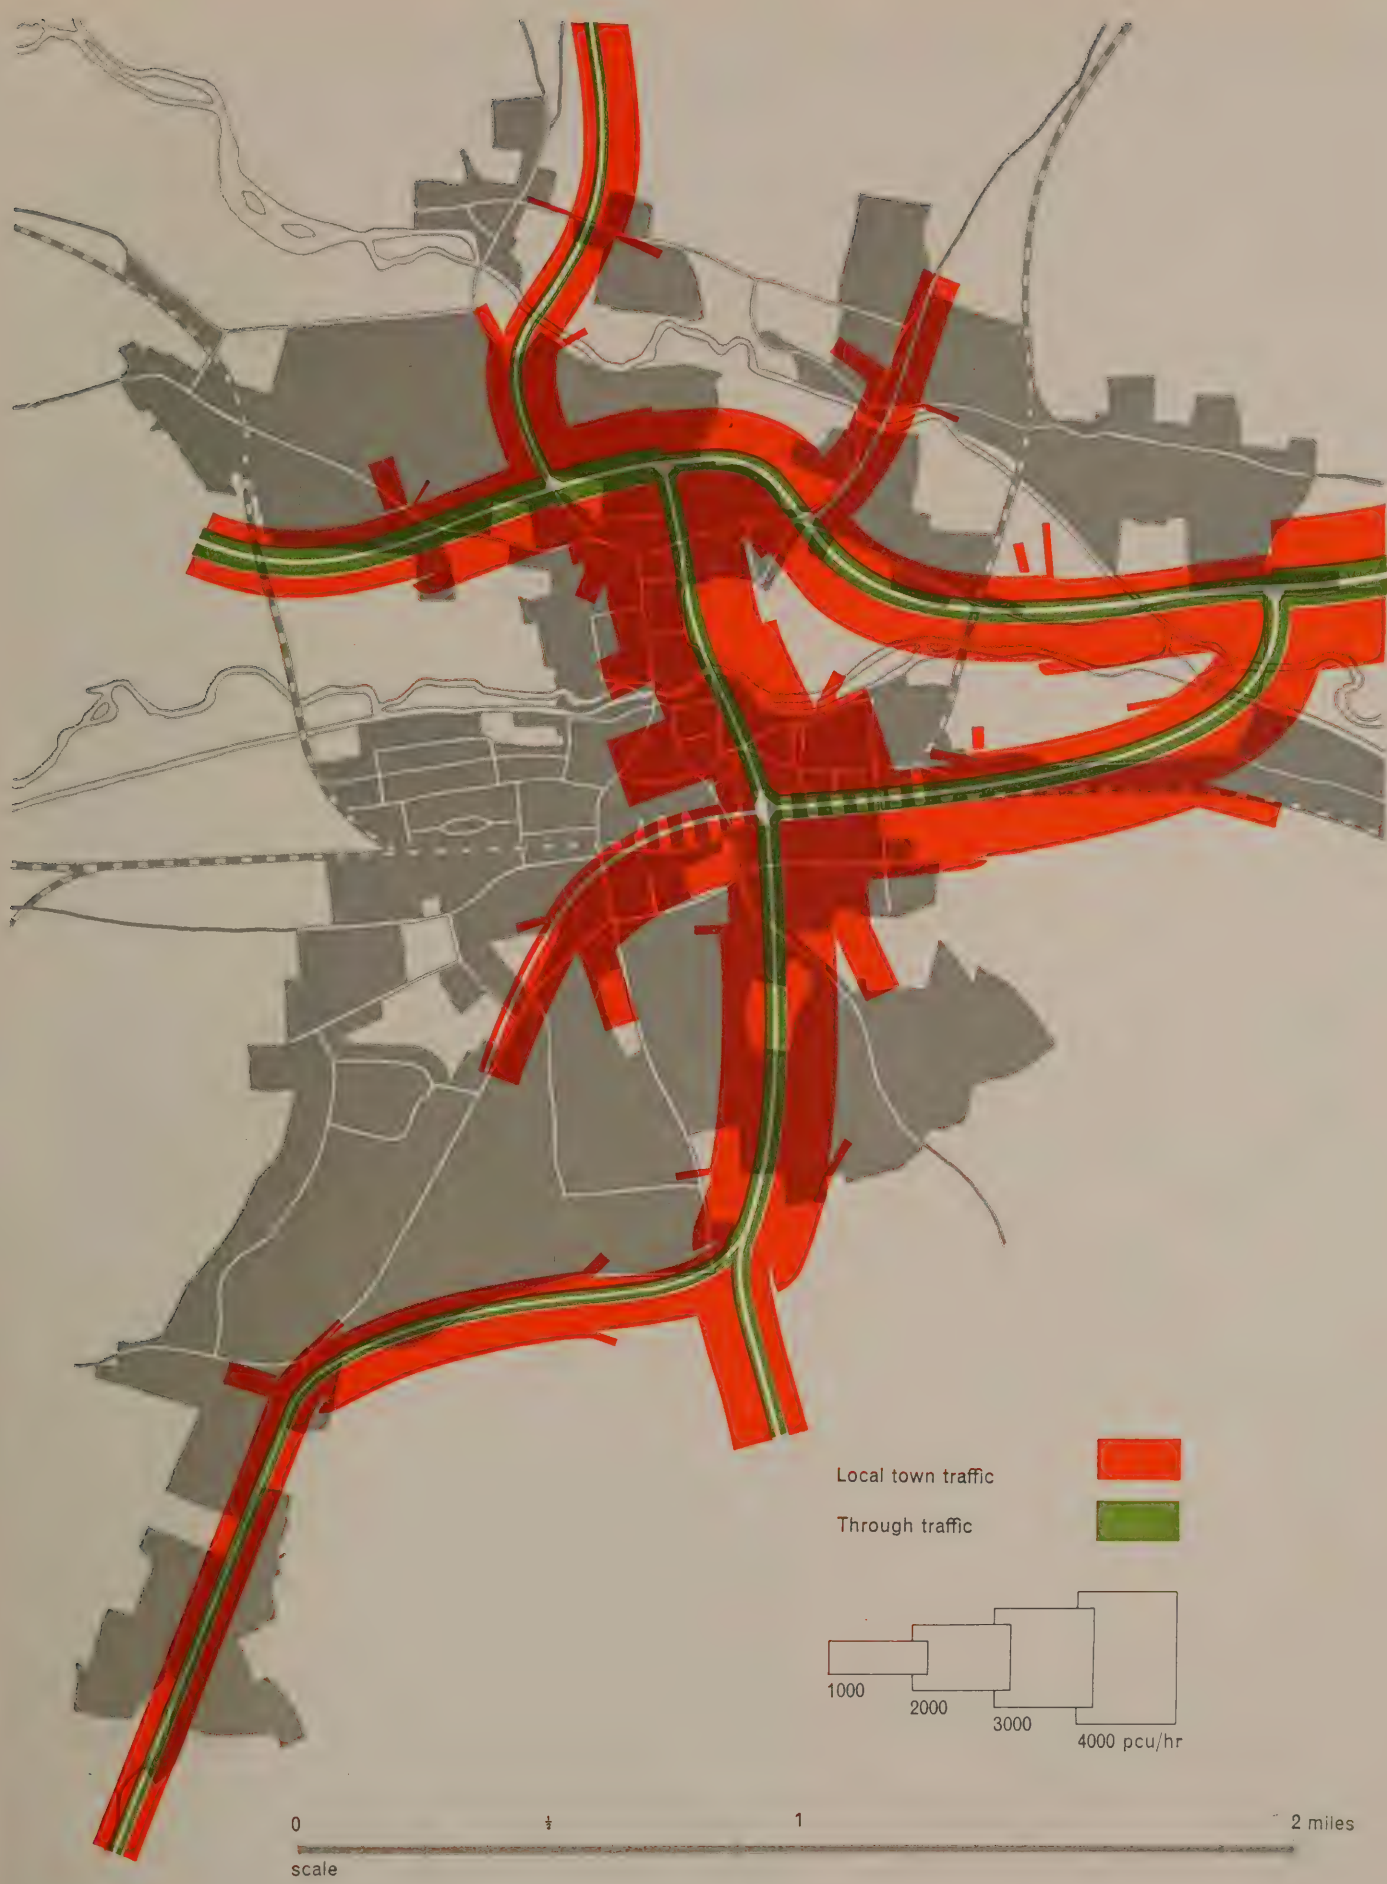 Local town traffic
Through traffic
1000
2000
3000
4000 pcu/hr
0 ½ 1 2 miles
scale